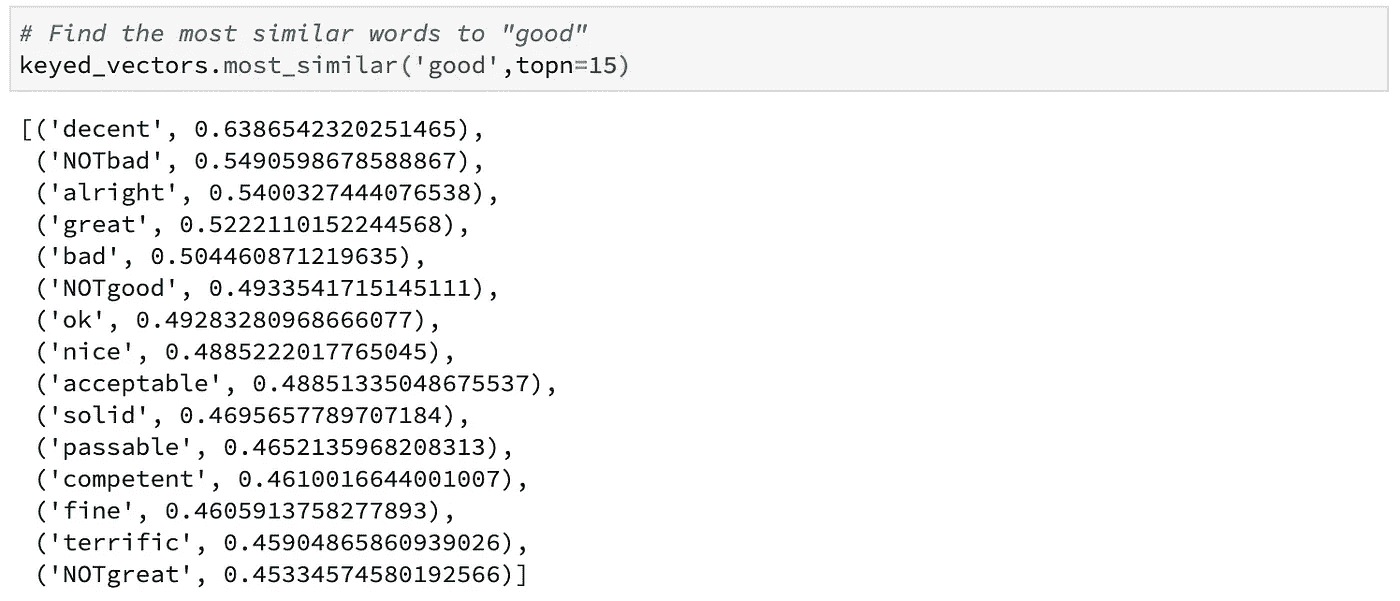 # Find the most similar words to "good"
keyed_vectors.most_similar('good',topn=15)
[('decent', 0.6386542320251465),
('NOTbad', 0.5490598678588867),
('alright', 0.5400327444076538),
('great', 0.5222110152244568),
('bad', 0.504460871219635),
('NOTgood', 0.4933541715145111),
('ok', 0.49283280968666077),
('nice', 0.4885222017765045),
('acceptable', 0.48851335048675537),
('solid', 0.4695657789707184),
('passable', 0.4652135968208313),
('competent', 0.4610016644001007),
('fine', 0.4605913758277893),
('terrific', 0.45904865860939026),
('NOTgreat', 0.45334574580192566)]